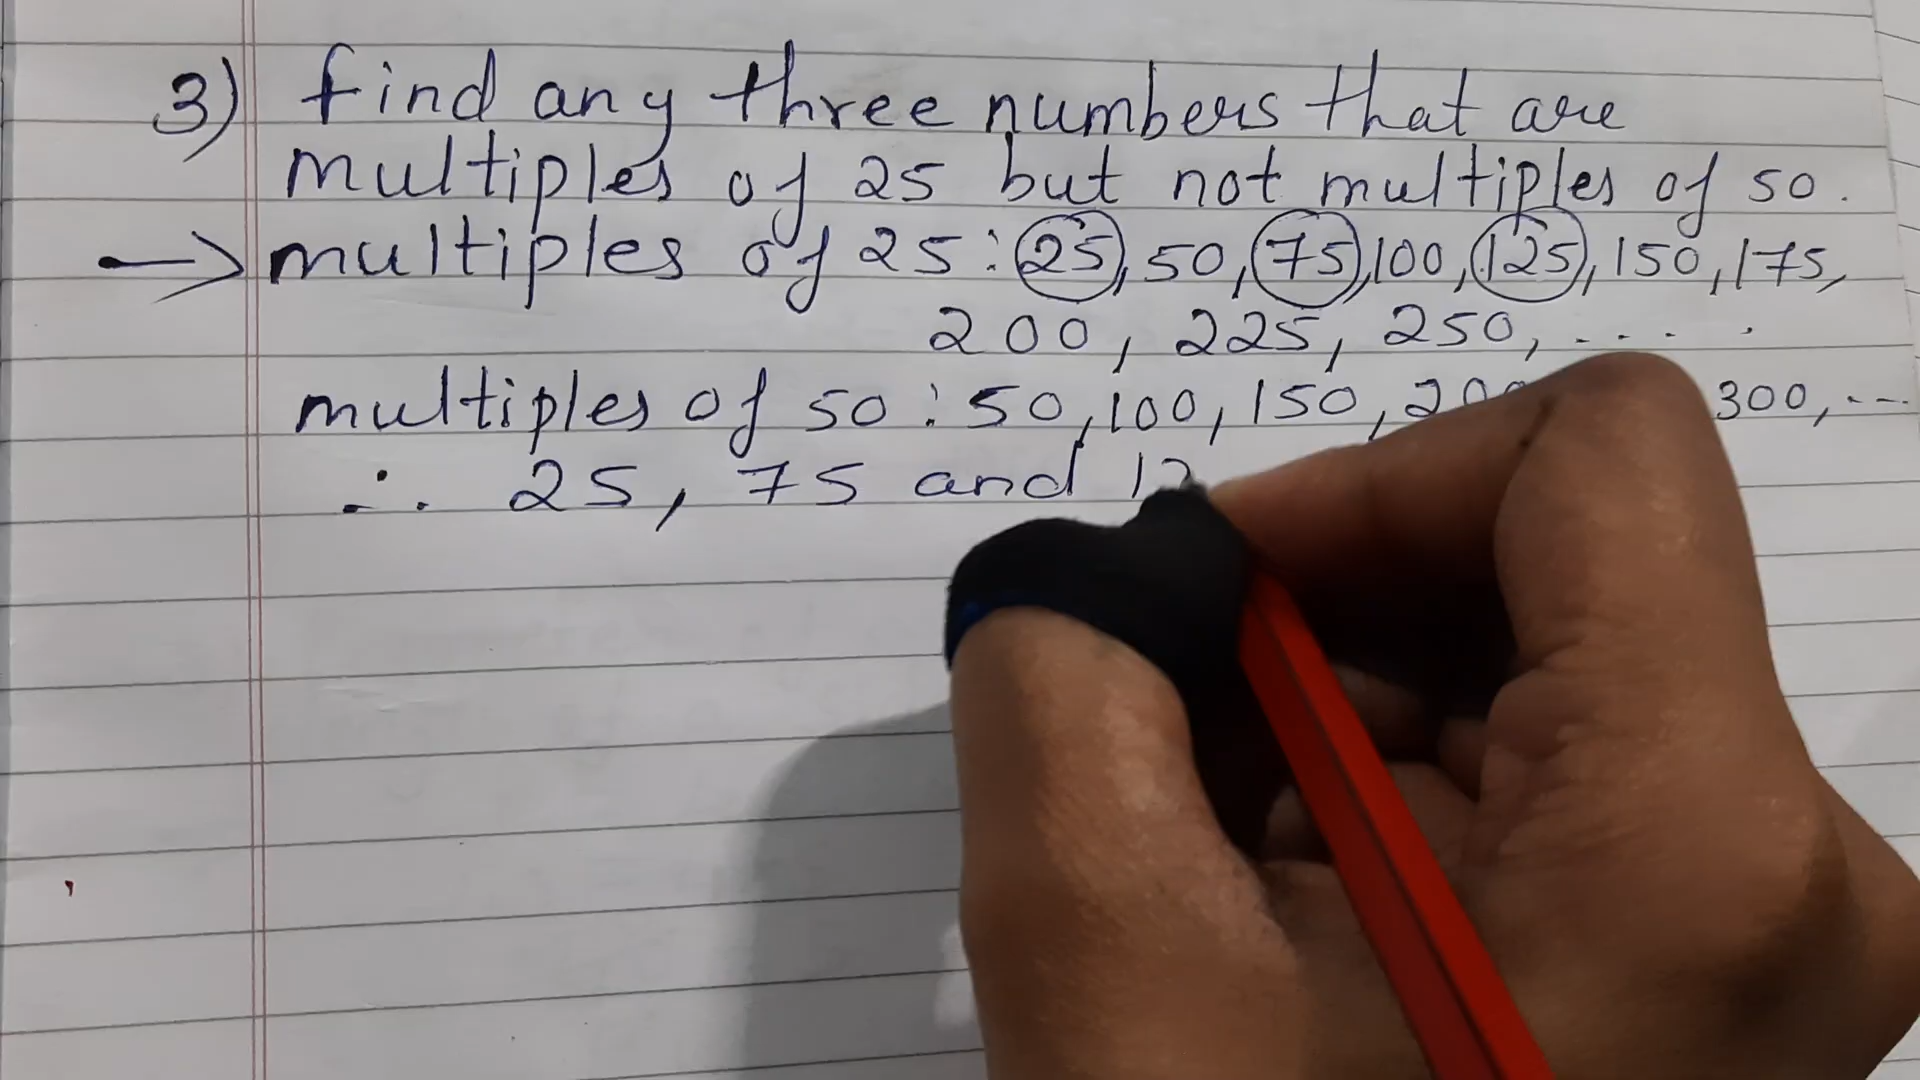 3) find any three numbers that are
multiples of 25 but not multiples of 50.
→ multiples of 25: 25, 50, 75, 100, 125, 150, 175,
200, 225, 250, .... .
multiples of 50: 50, 100, 150, 300, ---
∴ 25, 75 and